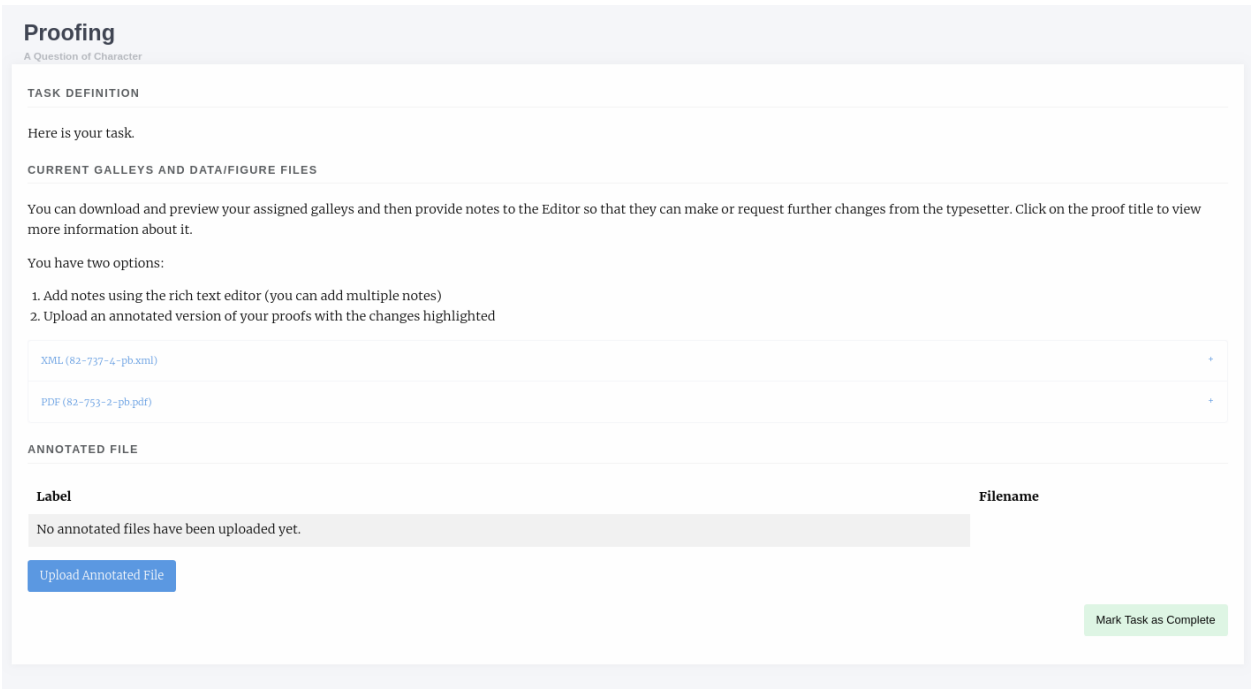 Proofing
A Question of Character
TASK DEFINITION
Here is your task.
CURRENT GALLEYS AND DATA/FIGURE FILES
You can download and preview your assigned galleys and then provide notes to the Editor so that they can make or request further changes from the typesetter. Click on the proof title to view
more information about it.
You have two options:
1. Add notes using the rich text editor (you can add multiple notes)
2. Upload an annotated version of your proofs with the changes highlighted
XML (82-737-4-pb.xml) +
PDF (82-753-2-pb.pdf) +
ANNOTATED FILE
Label Filename
No annotated files have been uploaded yet.
Upload Annotated File
Mark Task as Complete